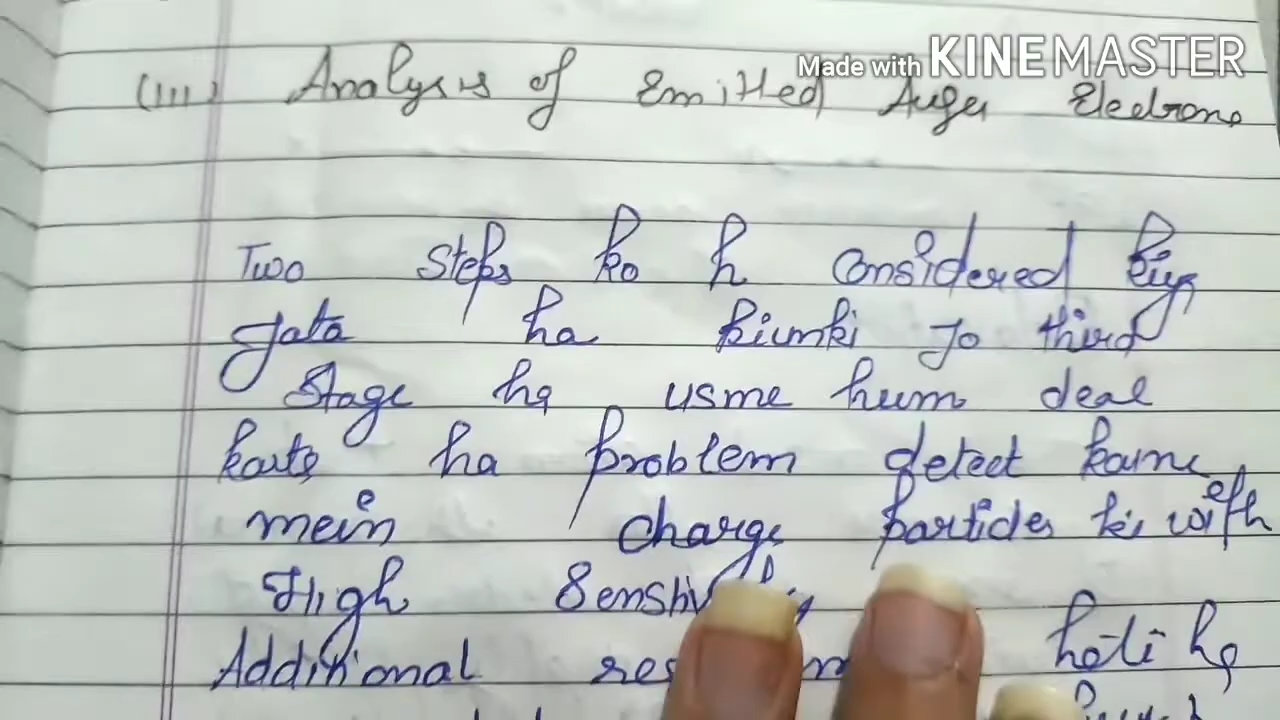 Made with KINEMASTER
(III) Analysis of Emitted Auger Electrons
Two steps ko h considered kiya
jata ha kiunki Jo third
Stage ha usme hum deal
karte ha problem detect karne
mein charge particles ki with
High
Additional hoti ha